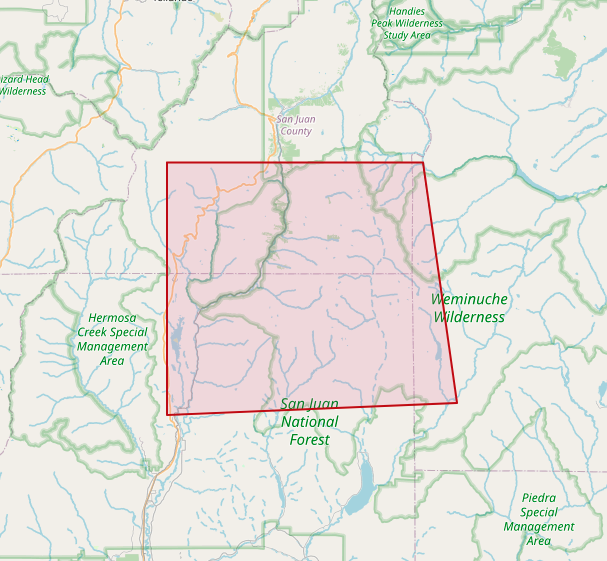 Handies
Peak Wilderness
Study Area
izard Head
Wilderness
San Juan
County
Weminuche
Wilderness
Hermosa
Creek Special
Management
Area
San Juan
National
Forest
Piedra
Special
Management
Area